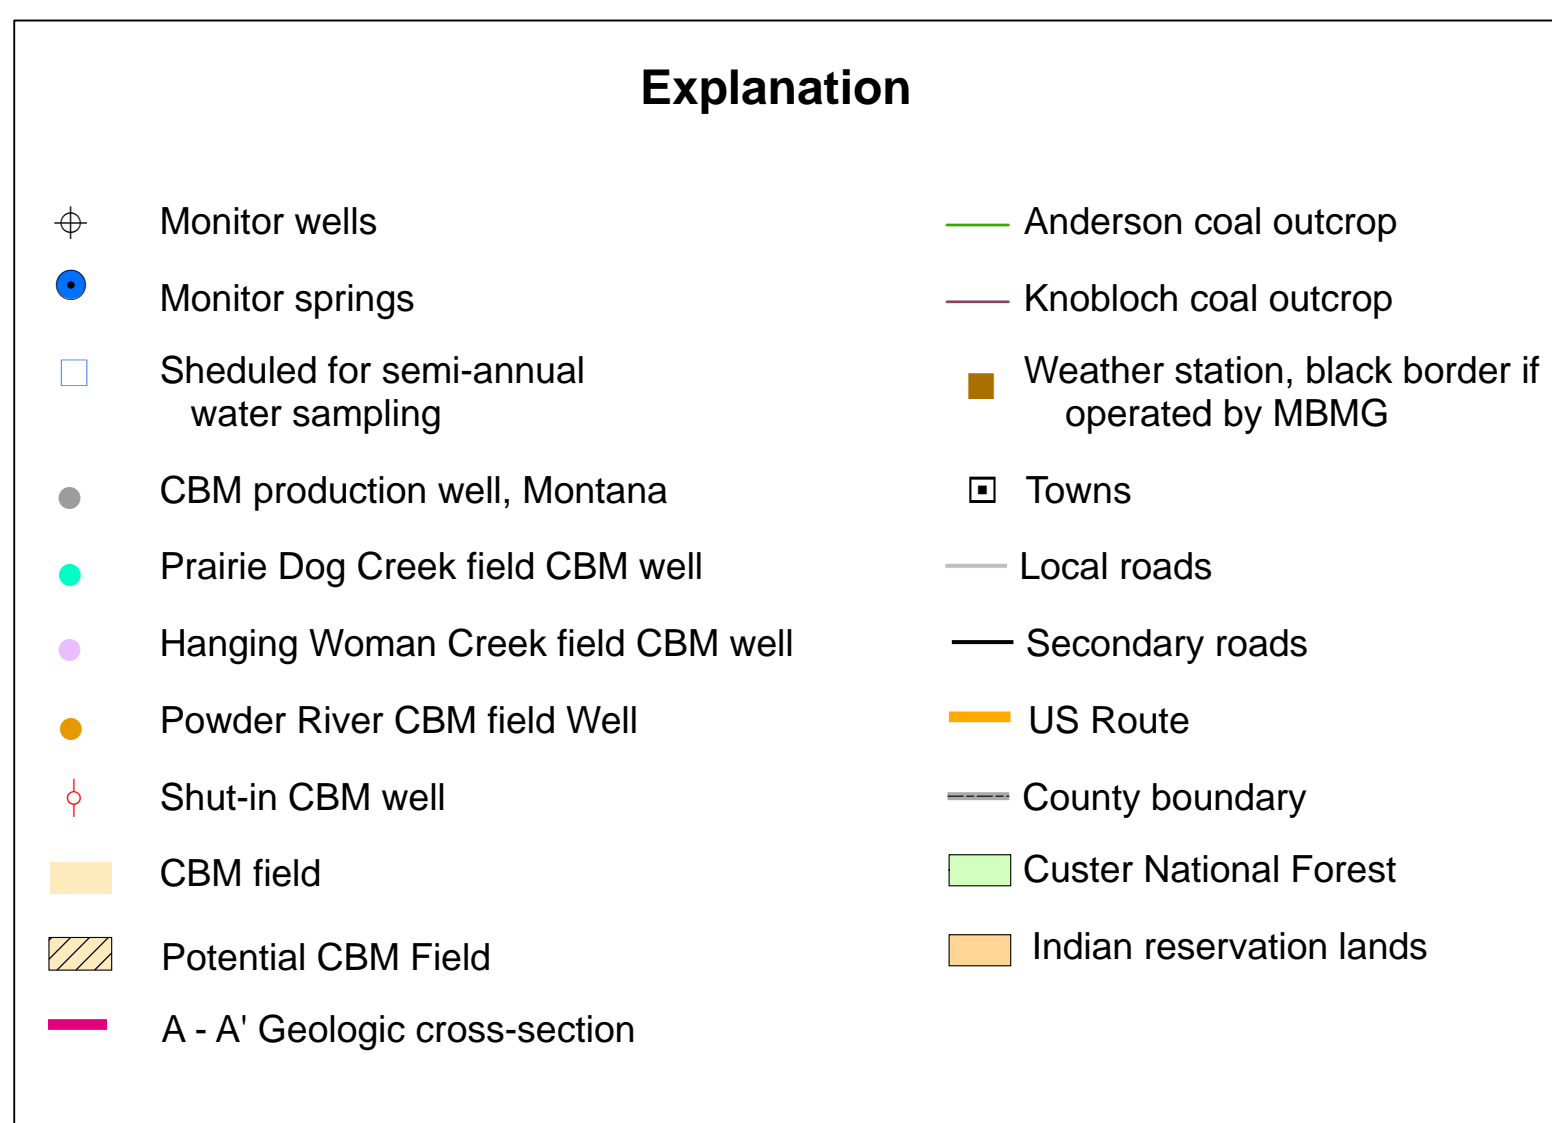 Explanation
Monitor wells
Monitor springs
Sheduled for semi-annual
water sampling
CBM production well, Montana
Prairie Dog Creek field CBM well
Hanging Woman Creek field CBM well
Powder River CBM field Well
Shut-in CBM well
CBM field
Potential CBM Field
A - A' Geologic cross-section
Anderson coal outcrop
Knobloch coal outcrop
Weather station, black border if
operated by MBMG
Towns
Local roads
Secondary roads
US Route
County boundary
Custer National Forest
Indian reservation lands